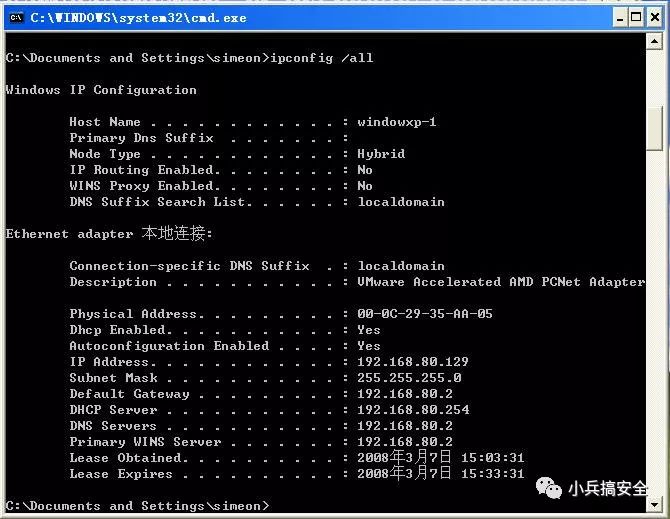 C:\WINDOWS\system32\cmd.exe
C:\Documents and Settings\simeon>ipconfig /all
Windows IP Configuration
Host Name . . . . . . . . . . . . : windowxp-1
Primary Dns Suffix  . . . . . . . :
Node Type . . . . . . . . . . . . : Hybrid
IP Routing Enabled. . . . . . . . : No
WINS Proxy Enabled. . . . . . . . : No
DNS Suffix Search List. . . . . . : localdomain
Ethernet adapter 本地连接:
Connection-specific DNS Suffix  . : localdomain
Description . . . . . . . . . . . : VMware Accelerated AMD PCNet Adapter
Physical Address. . . . . . . . . : 00-0C-29-35-AA-05
Dhcp Enabled. . . . . . . . . . . : Yes
Autoconfiguration Enabled . . . . : Yes
IP Address. . . . . . . . . . . . : 192.168.80.129
Subnet Mask . . . . . . . . . . . : 255.255.255.0
Default Gateway . . . . . . . . . : 192.168.80.2
DHCP Server . . . . . . . . . . . : 192.168.80.254
DNS Servers . . . . . . . . . . . : 192.168.80.2
Primary WINS Server . . . . . . . : 192.168.80.2
Lease Obtained. . . . . . . . . . : 2008年3月7日 15:03:31
Lease Expires . . . . . . . . . . : 2008年3月7日 15:33:31
小兵搞安全
C:\Documents and Settings\simeon>